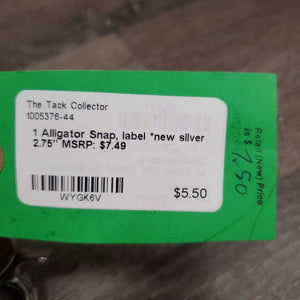 The Tack Collector
1005376-44
1 Alligator Snap, label *new silver
2.75" MSRP: $7.49
$5.50
WYGK6V
Retail (New) Price
is $ 7.50